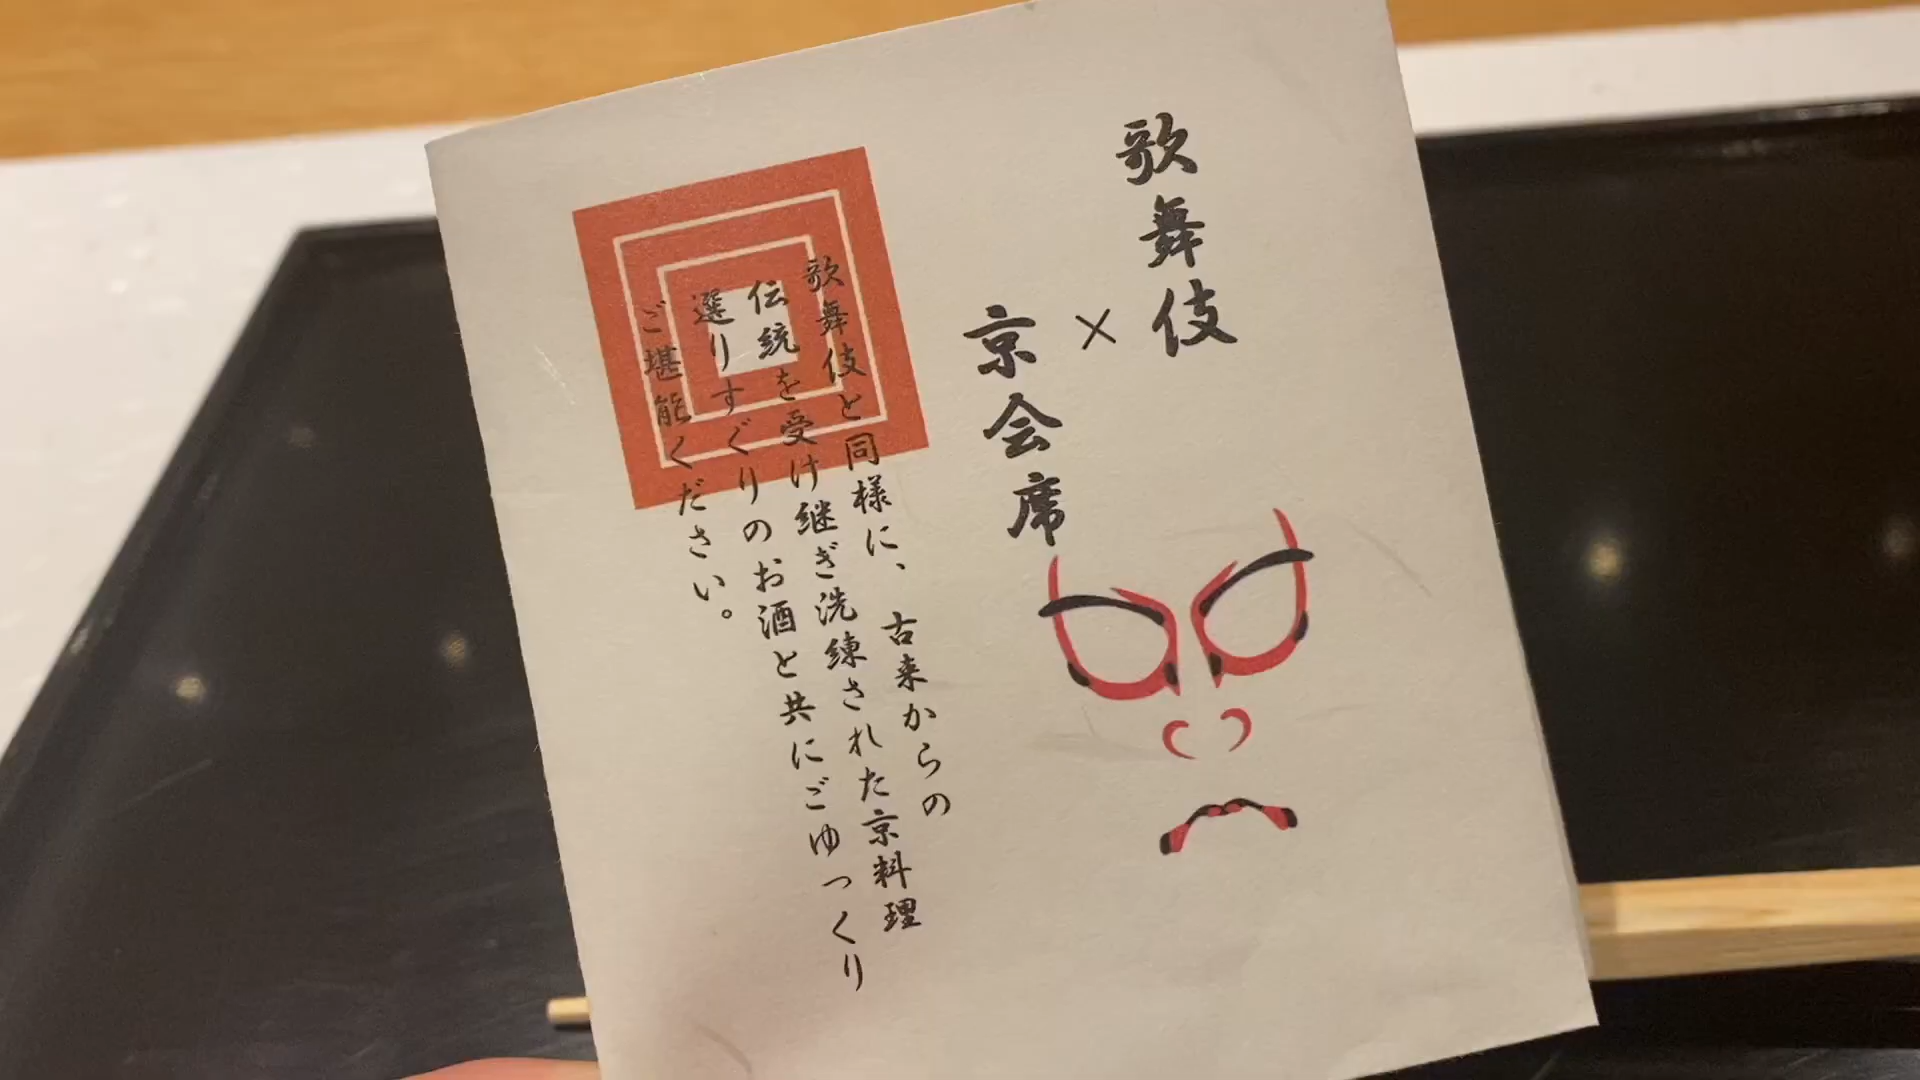 歌舞伎
×
京会席
歌舞伎と同様に、古来からの
伝統を受け継ぎ洗練された京料理
選りすぐりのお酒と共にごゆっくり
ご堪能ください。